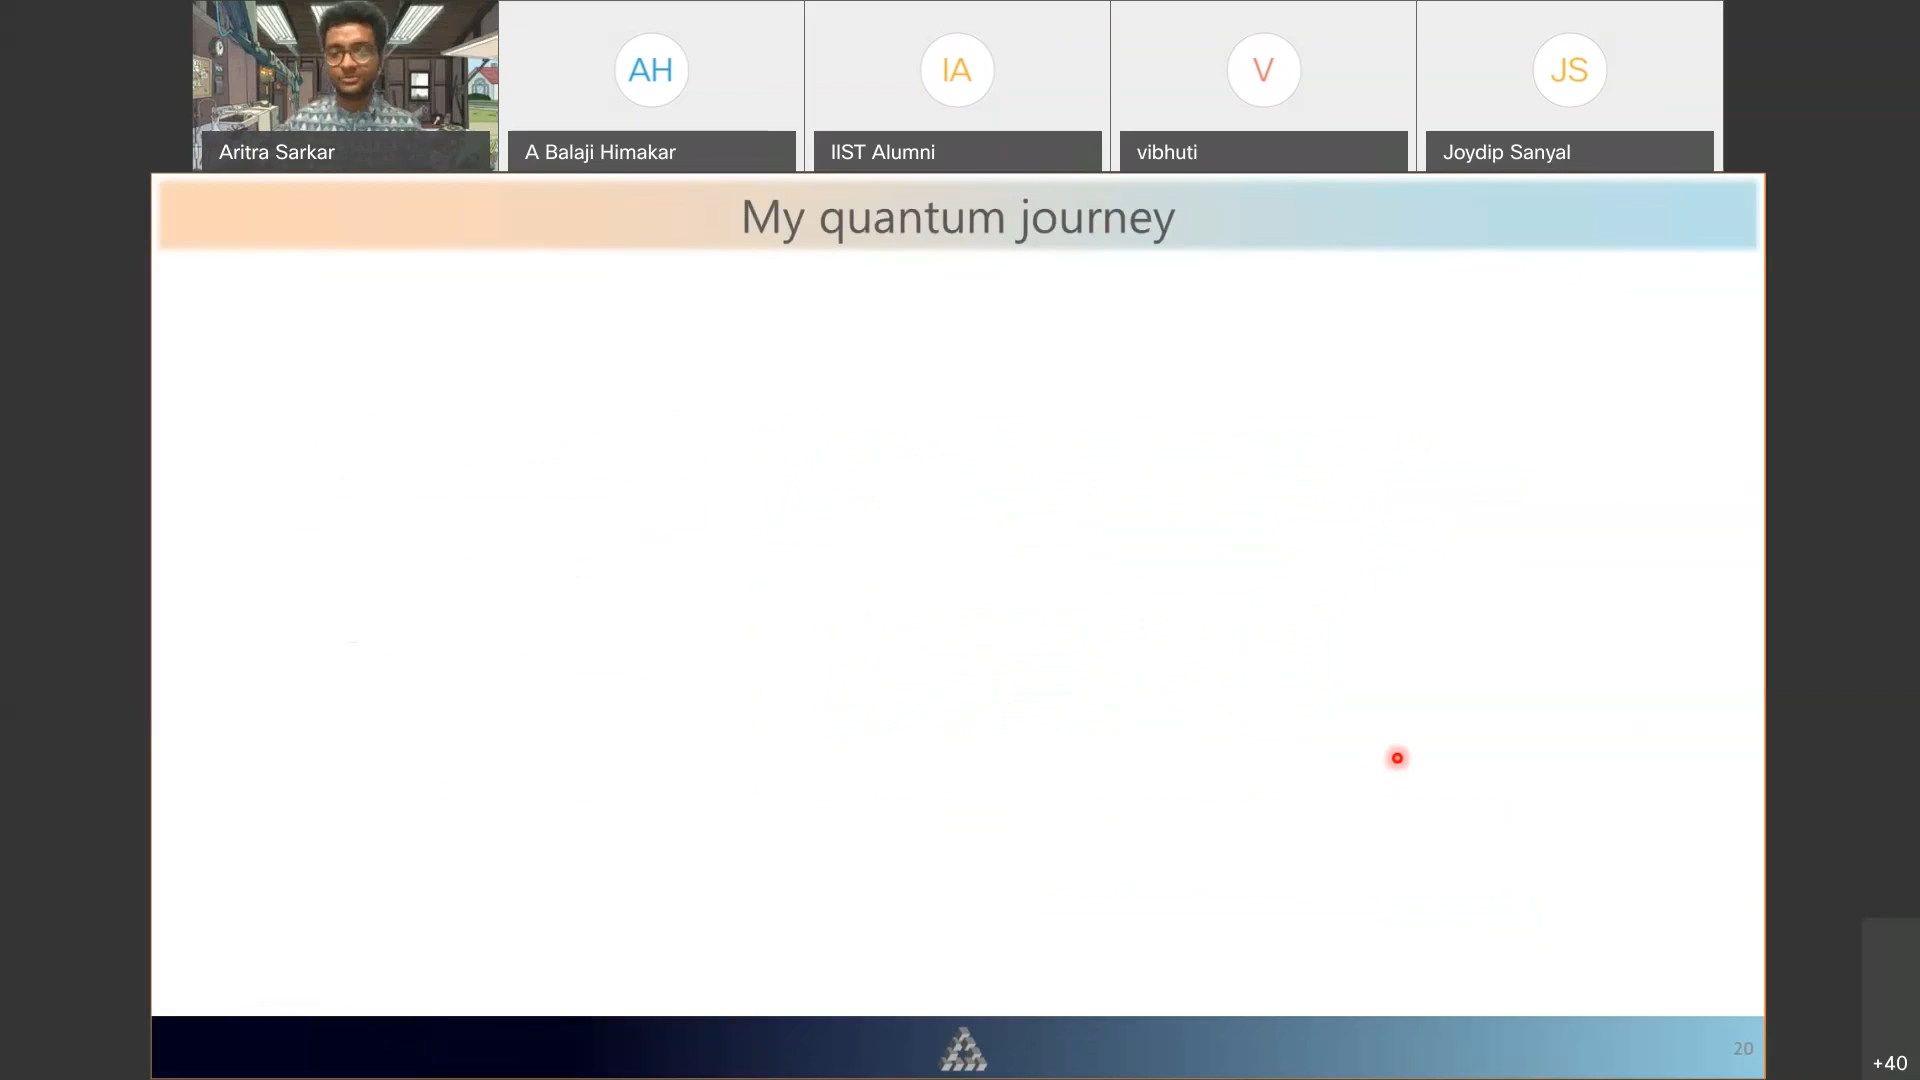 AH
IA
V
JS
Aritra Sarkar
A Balaji Himakar
IIST Alumni
vibhuti
Joydip Sanyal
My quantum journey
20
+40